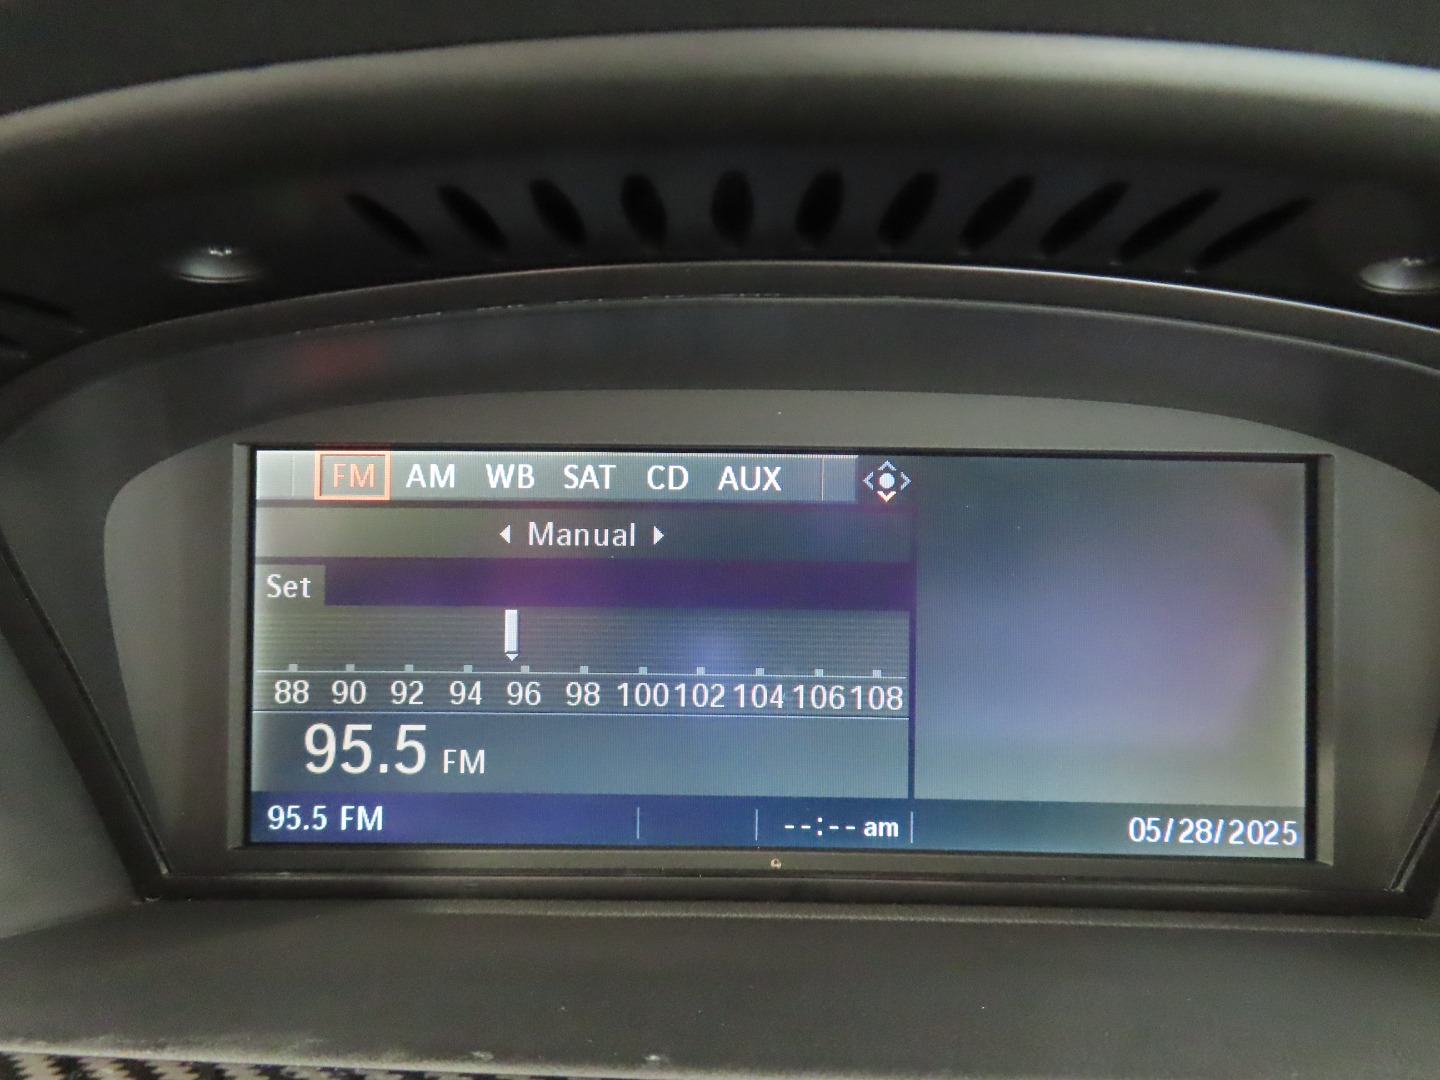 FM AM WB SAT CD AUX
Manual
Set
88 90 92 94 96 98 100 102 104 106 108
95.5 FM
95.5 FM --:-- am 05/28/2025